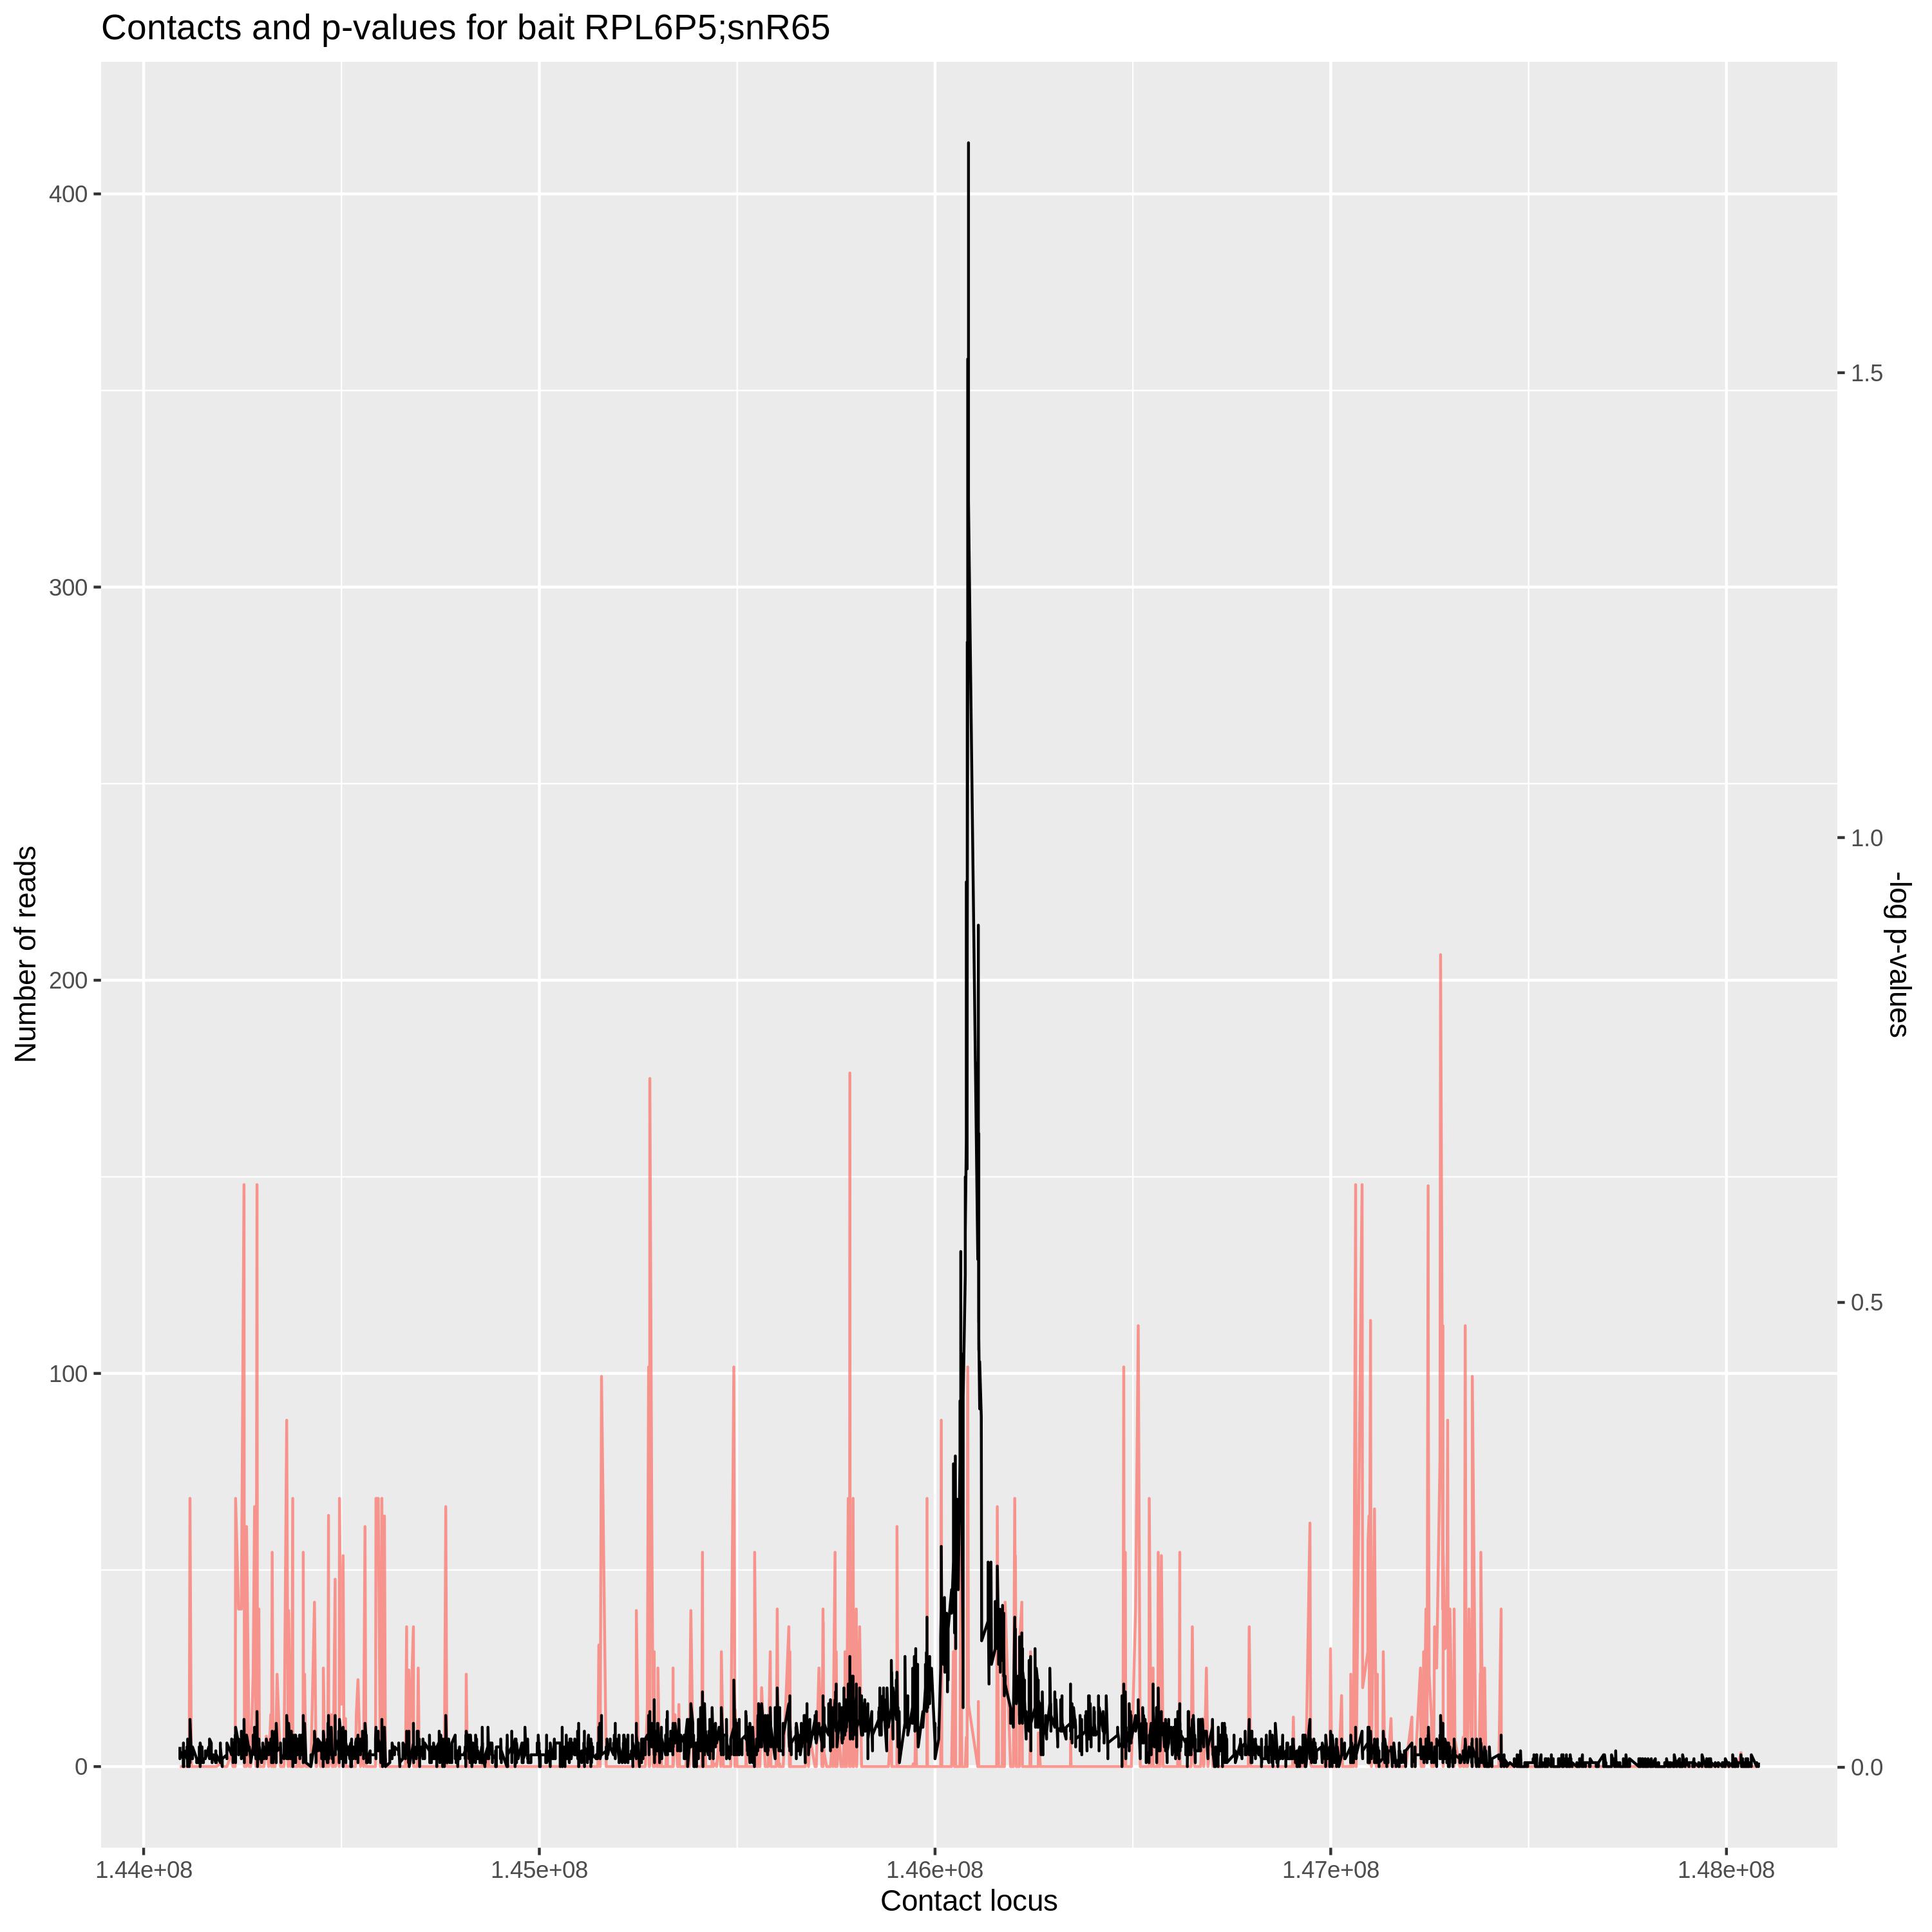 Contacts and p-values for bait RPL6P5;snR65
400
300
200
100
0
Number of reads
1.5
1.0
0.5
0.0
-log p-values
1.44e+08
1.45e+08
1.46e+08
1.47e+08
1.48e+08
Contact locus